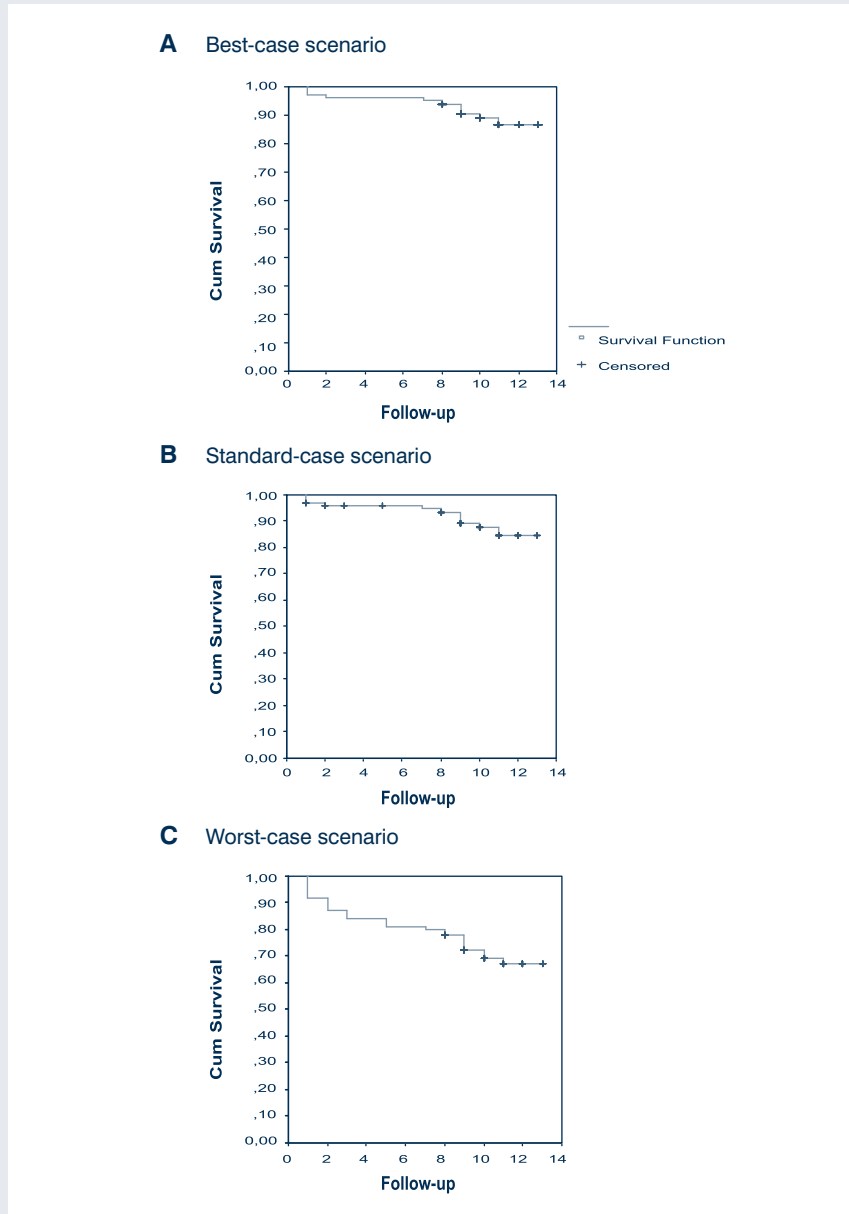 A Best-case scenario
1,00
,90
,80
,70
,60
,50
,40
,30
,20
,10
0,00
Cum Survival
0 2 4 6 8 10 12 14
Follow-up
Survival Function
Censored
B Standard-case scenario
1,00
,90
,80
,70
,60
,50
,40
,30
,20
,10
0,00
Cum Survival
0 2 4 6 8 10 12 14
Follow-up
C Worst-case scenario
1,00
,90
,80
,70
,60
,50
,40
,30
,20
,10
0,00
Cum Survival
0 2 4 6 8 10 12 14
Follow-up